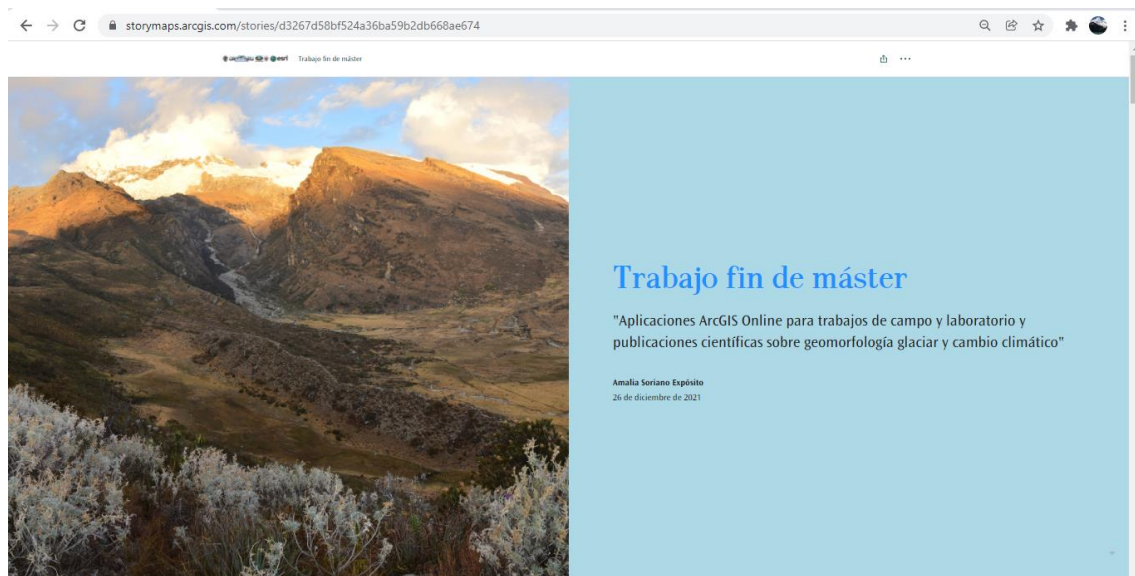 storymaps.arcgis.com/stories/d3267d58bf524a36ba59b2db668ae674
esri Trabajo fin de máster
Trabajo fin de máster
"Aplicaciones ArcGIS Online para trabajos de campo y laboratorio y
publicaciones científicas sobre geomorfología glaciar y cambio climático"
Amalia Soriano Expósito
26 de diciembre de 2021